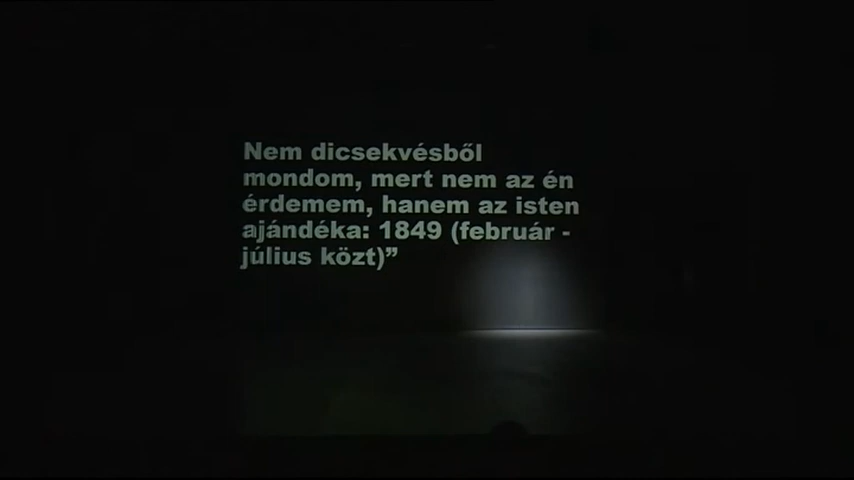 Nem dicsekvésből
mondom, mert nem az én
érdemem, hanem az isten
ajándéka: 1849 (február -
július közt)”